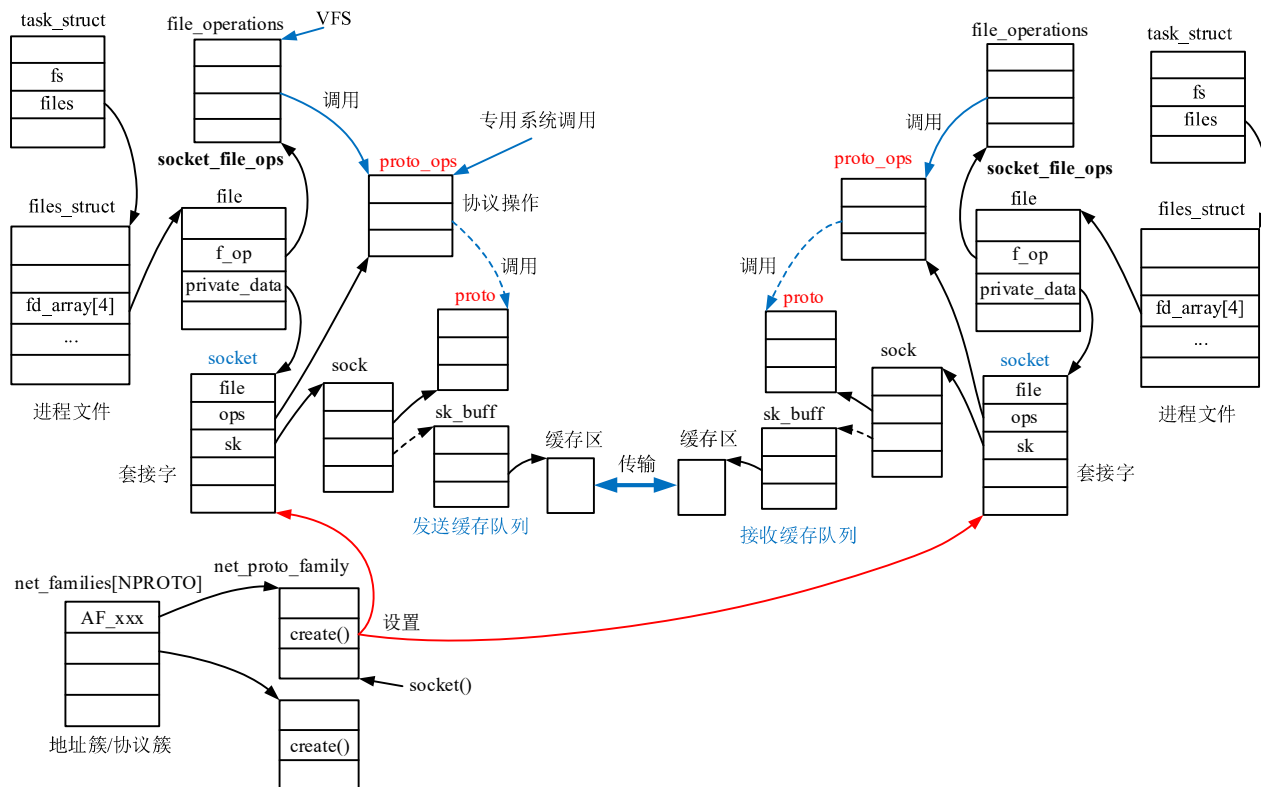 task_struct
fs
files
file_operations
VFS
调用
专用系统调用
socket_file_ops
proto_ops
协议操作
files_struct
fd_array[4]
...
进程文件
file
f_op
private_data
调用
proto
socket
file
ops
sk
套接字
sock
sk_buff
发送缓存队列
缓存区
传输
缓存区
file_operations
task_struct
fs
files
调用
proto_ops
socket_file_ops
file
f_op
private_data
files_struct
fd_array[4]
...
进程文件
调用
proto
sock
sk_buff
接收缓存队列
socket
file
ops
sk
套接字
net_families[NPROTO]
AF_xxx
地址簇/协议簇
net_proto_family
create()
设置
socket()
create()